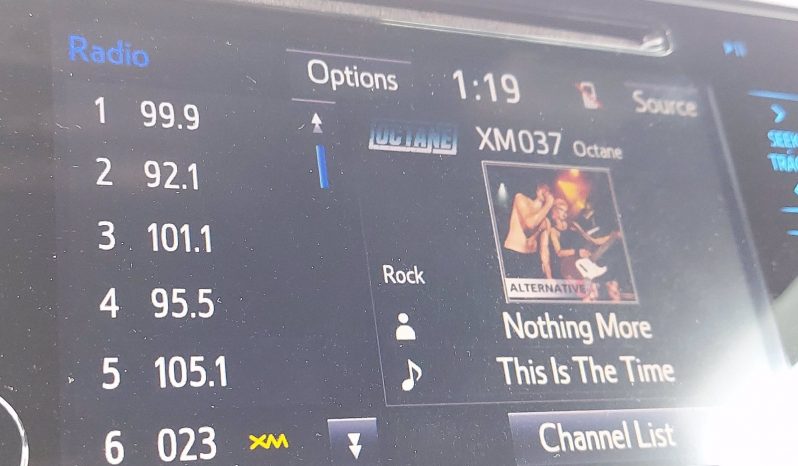 Radio
Options
1:19
Source
1 99.9
2 92.1
3 101.1
4 95.5
5 105.1
6 023 XM
OCTANE
XM037 Octane
ALTERNATIVE
Rock
Nothing More
This Is The Time
Channel List
SEEK